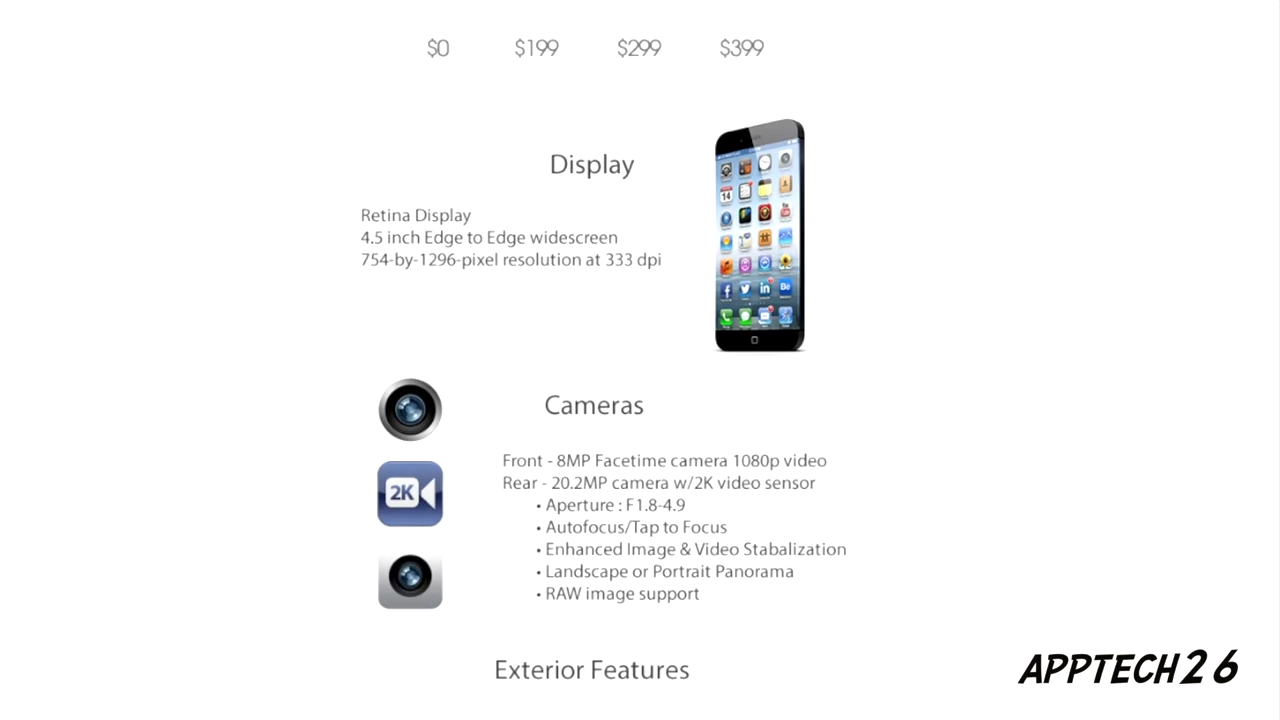 $0 $199 $299 $399
Display
Retina Display
4.5 inch Edge to Edge widescreen
754-by-1296-pixel resolution at 333 dpi
14
Cameras
2K
Front - 8MP Facetime camera 1080p video
Rear - 20.2MP camera w/2K video sensor
• Aperture : F1.8-4.9
• Autofocus/Tap to Focus
• Enhanced Image & Video Stabalization
• Landscape or Portrait Panorama
• RAW image support
Exterior Features
APPTECH26